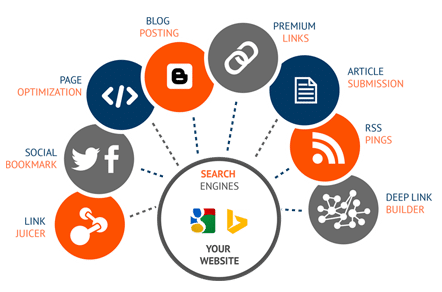 BLOG
POSTING
PREMIUM
LINKS
PAGE
OPTIMIZATION
ARTICLE
SUBMISSION
SOCIAL
BOOKMARK
RSS
PINGS
LINK
JUICER
DEEP LINK
BUILDER
SEARCH
ENGINES
YOUR
WEBSITE